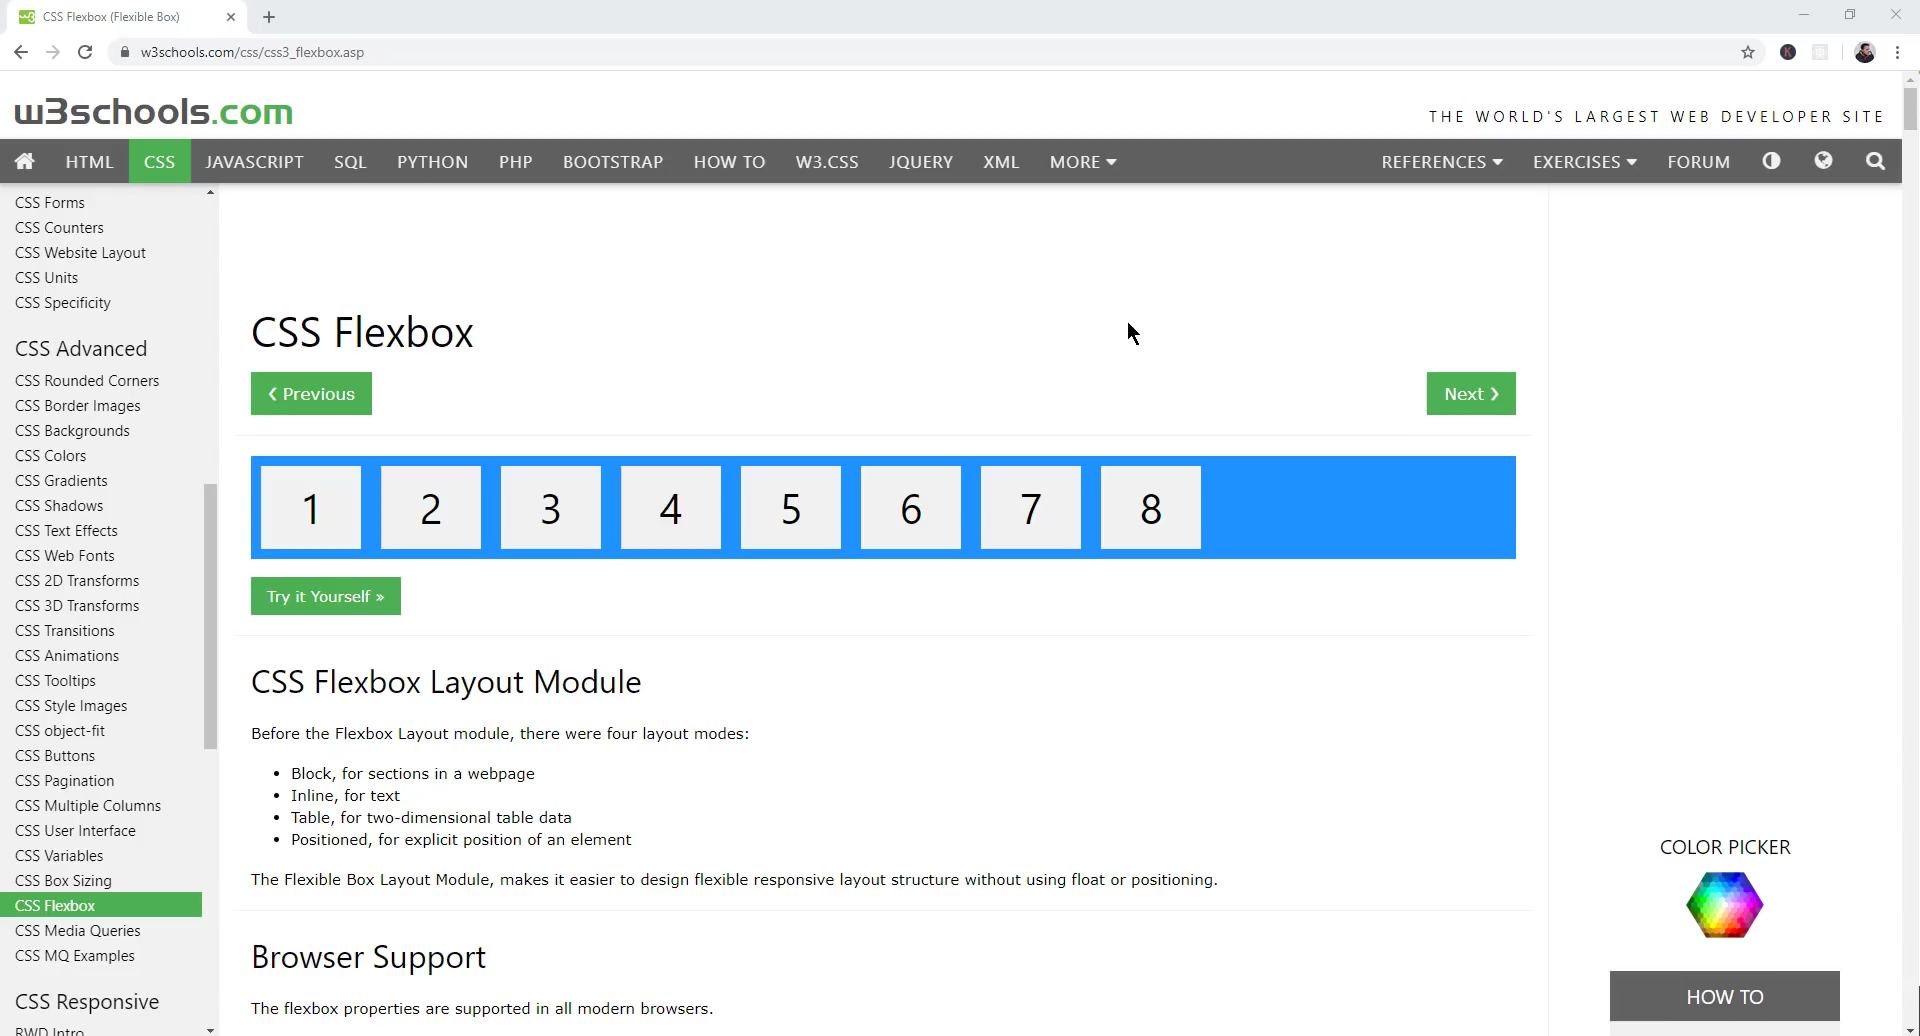 CSS Flexbox (Flexible Box)
w3schools.com/css/css3_flexbox.asp
K
w3schools.com
THE WORLD'S LARGEST WEB DEVELOPER SITE
HTML CSS JAVASCRIPT SQL PYTHON PHP BOOTSTRAP HOW TO W3.CSS JQUERY XML MORE REFERENCES EXERCISES FORUM
CSS Forms
CSS Counters
CSS Website Layout
CSS Units
CSS Specificity
CSS Advanced
CSS Rounded Corners
CSS Border Images
CSS Backgrounds
CSS Colors
CSS Gradients
CSS Shadows
CSS Text Effects
CSS Web Fonts
CSS 2D Transforms
CSS 3D Transforms
CSS Transitions
CSS Animations
CSS Tooltips
CSS Style Images
CSS object-fit
CSS Buttons
CSS Pagination
CSS Multiple Columns
CSS User Interface
CSS Variables
CSS Box Sizing
CSS Flexbox
CSS Media Queries
CSS MQ Examples
CSS Responsive
RWD Intro
CSS Flexbox
❮ Previous
Next ❯
1 2 3 4 5 6 7 8
Try it Yourself »
CSS Flexbox Layout Module
Before the Flexbox Layout module, there were four layout modes:
• Block, for sections in a webpage
• Inline, for text
• Table, for two-dimensional table data
• Positioned, for explicit position of an element
The Flexible Box Layout Module, makes it easier to design flexible responsive layout structure without using float or positioning.
Browser Support
The flexbox properties are supported in all modern browsers.
COLOR PICKER
HOW TO